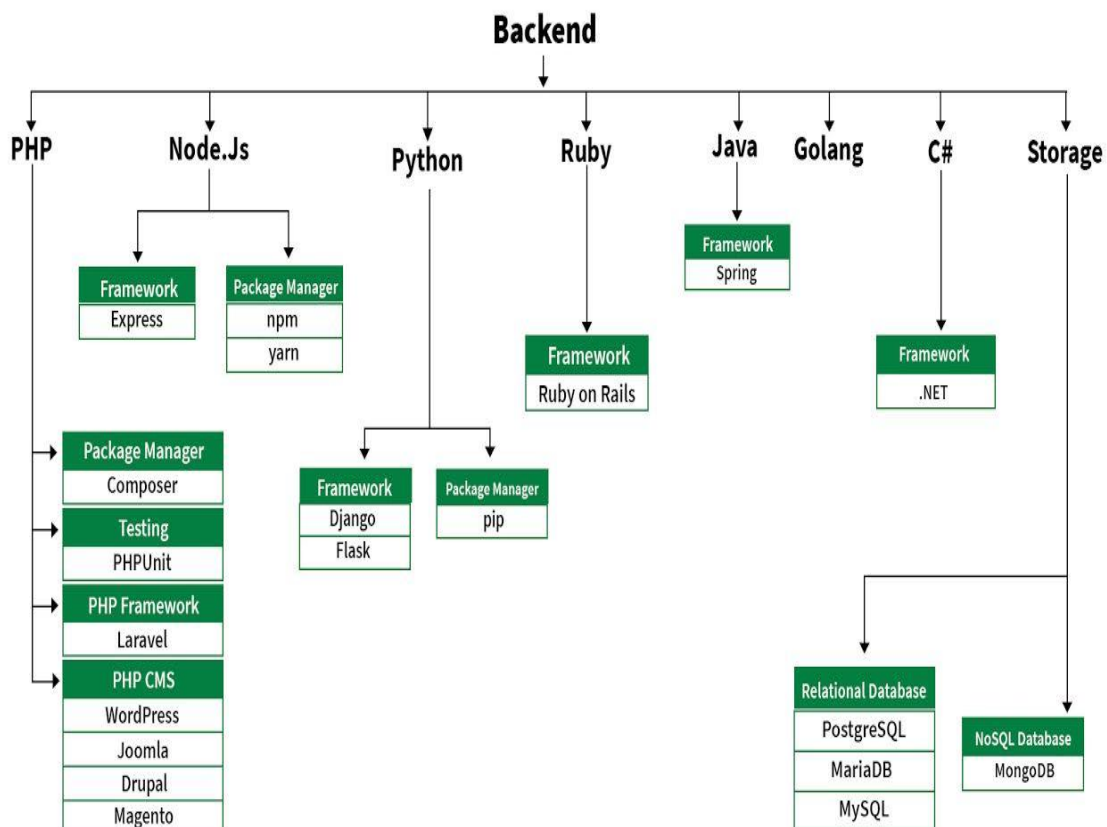 Backend
PHP
Node.Js
Python
Ruby
Java
Golang
C#
Storage
Framework
Express
Package Manager
npm
yarn
Framework
Spring
Framework
Ruby on Rails
Framework
.NET
Package Manager
Composer
Testing
PHPUnit
PHP Framework
Laravel
PHP CMS
WordPress
Joomla
Drupal
Magento
Framework
Django
Flask
Package Manager
pip
Relational Database
PostgreSQL
MariaDB
MySQL
NoSQL Database
MongoDB